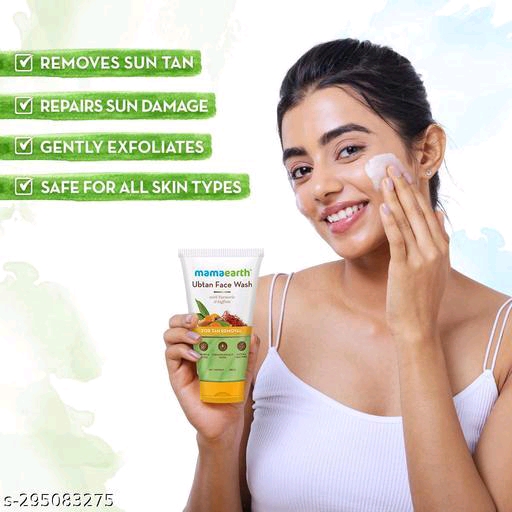 REMOVES SUN TAN
REPAIRS SUN DAMAGE
GENTLY EXFOLIATES
SAFE FOR ALL SKIN TYPES
mamaearth
Ubtan Face Wash
with Turmeric
& Saffron
FOR TAN REMOVAL
s-295083275